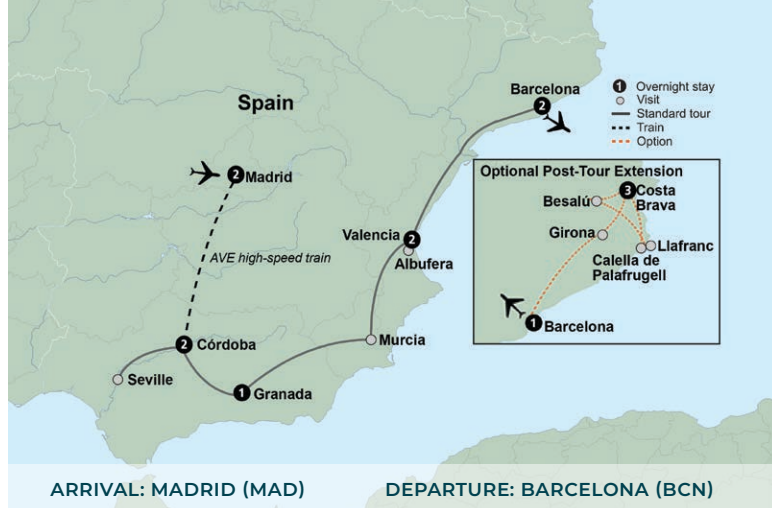 Barcelona
2
1 Overnight stay
Visit
Standard tour
Train
Option
Spain
2 Madrid
Optional Post-Tour Extension
3 Costa
Brava
Besalú
Girona
Llafranc
Calella de
Palafrugell
1 Barcelona
Valencia 2
Albufera
AVE high-speed train
2 Córdoba
Murcia
Seville
1 Granada
ARRIVAL: MADRID (MAD)
DEPARTURE: BARCELONA (BCN)